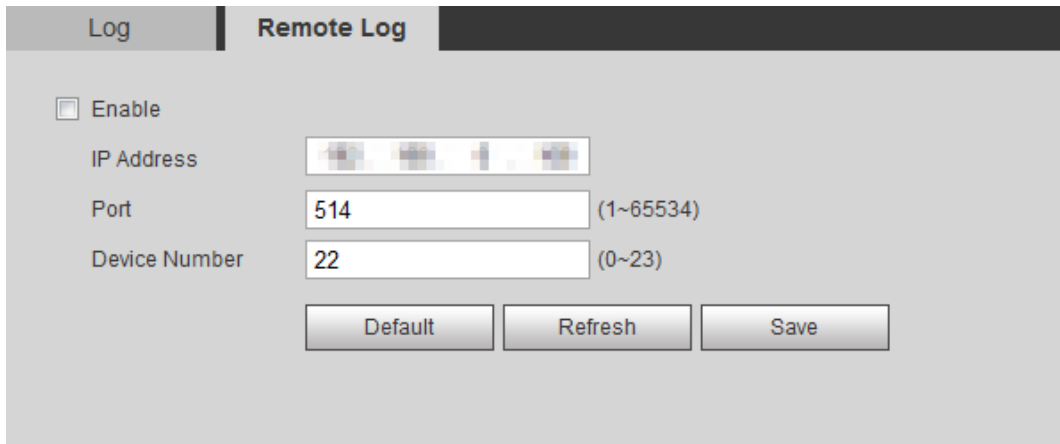 Log Remote Log
Enable
IP Address
Port 514 (1~65534)
Device Number 22 (0~23)
Default Refresh Save